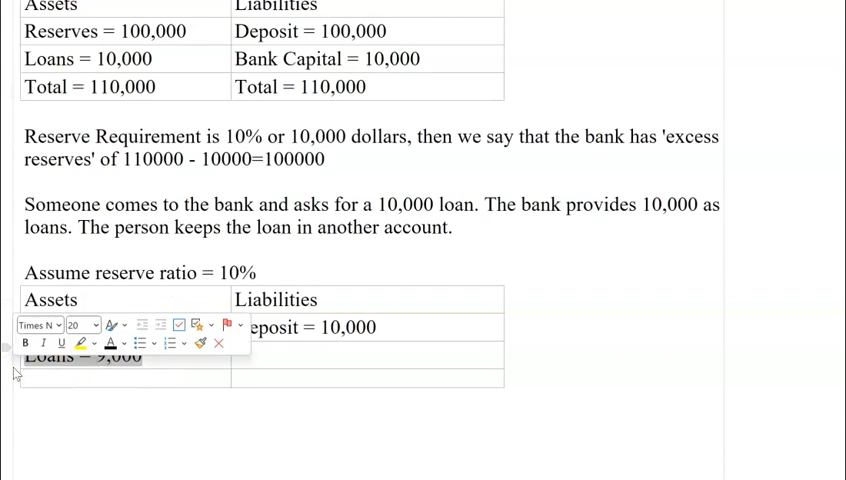 Assets Liabilities
Reserves = 100,000 Deposit = 100,000
Loans = 10,000 Bank Capital = 10,000
Total = 110,000 Total = 110,000
Reserve Requirement is 10% or 10,000 dollars, then we say that the bank has 'excess
reserves' of 110000 - 10000=100000
Someone comes to the bank and asks for a 10,000 loan. The bank provides 10,000 as
loans. The person keeps the loan in another account.
Assume reserve ratio = 10%
Assets Liabilities
Times N 20 A eposit = 10,000
B I U A
Loans = 9,000